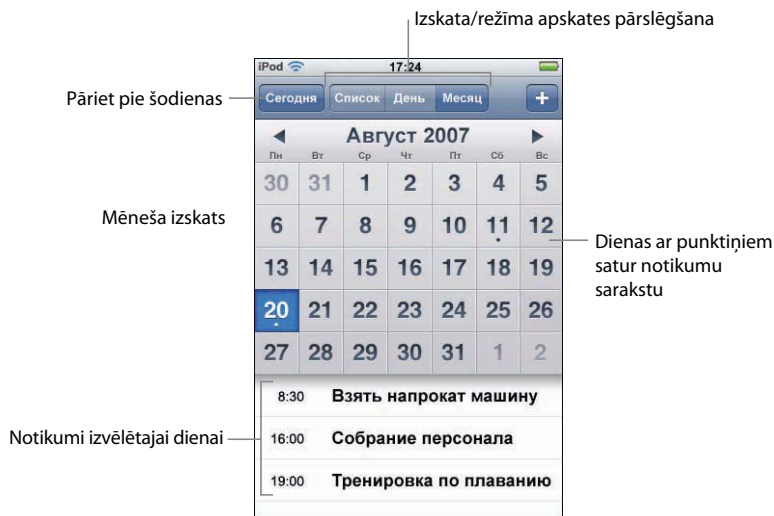 Izskata/režīma apskates pārslēgšana
iPod 17:24
Pāriet pie šodienas
Сегодня Список День Месяц +
Август 2007
Пн Вт Ср Чт Пт Сб Вс
30 31 1 2 3 4 5
Mēneša izskats
6 7 8 9 10 11 12
Dienas ar punktiņiem
satur notikumu
sarakstu
13 14 15 16 17 18 19
20 21 22 23 24 25 26
27 28 29 30 31 1 2
8:30 Взять напрокат машину
Notikumi izvēlētajai dienai
16:00 Собрание персонала
19:00 Тренировка по плаванию